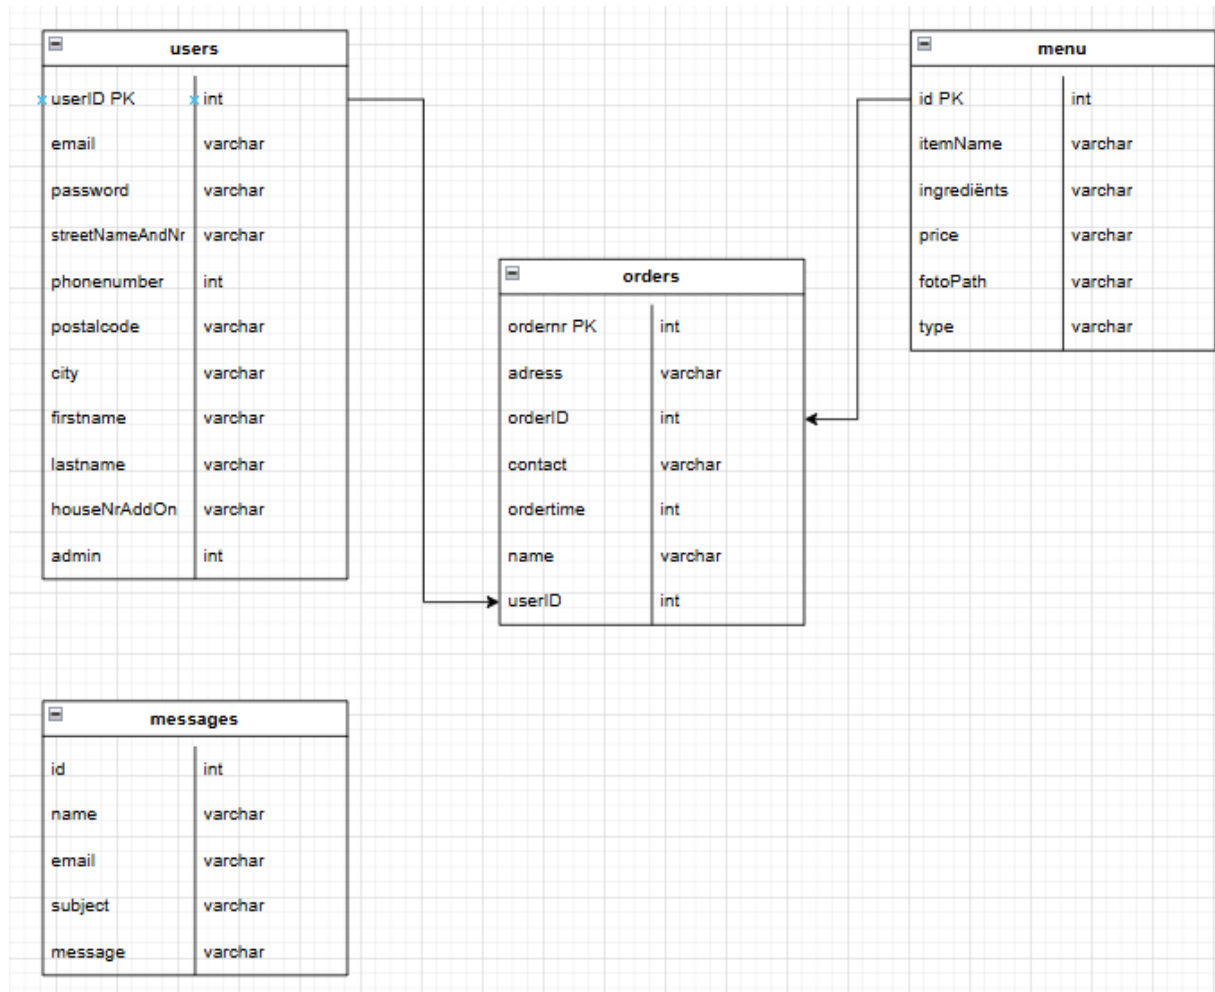 users
userID PK int
email varchar
password varchar
streetNameAndNr varchar
phonenumber int
postalcode varchar
city varchar
firstname varchar
lastname varchar
houseNrAddOn varchar
admin int
menu
id PK int
itemName varchar
ingrediënts varchar
price varchar
fotoPath varchar
type varchar
orders
ordernr PK int
adress varchar
orderID int
contact varchar
ordertime int
name varchar
userID int
messages
id int
name varchar
email varchar
subject varchar
message varchar